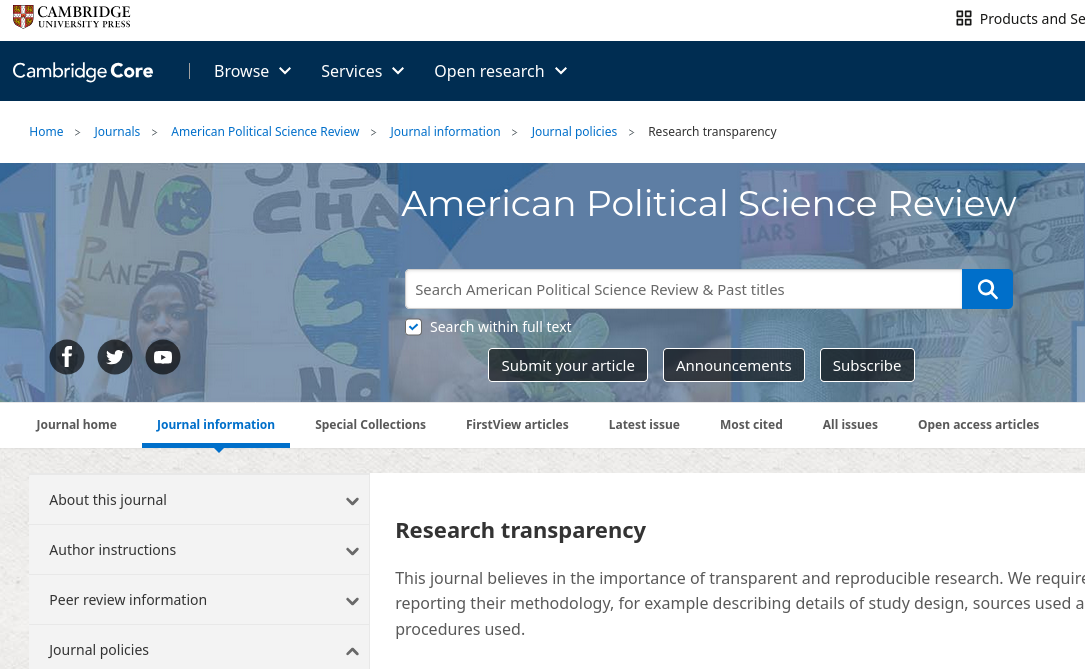 CAMBRIDGE
UNIVERSITY PRESS
Products and Se
Cambridge Core
Browse
Services
Open research
Home > Journals > American Political Science Review > Journal information > Journal policies > Research transparency
American Political Science Review
NO
PLANET
NO
Search American Political Science Review & Past titles
Search within full text
Submit your article
Announcements
Subscribe
Journal home
Journal information
Special Collections
FirstView articles
Latest issue
Most cited
All issues
Open access articles
About this journal
Author instructions
Peer review information
Journal policies
Research transparency
This journal believes in the importance of transparent and reproducible research. We require
reporting their methodology, for example describing details of study design, sources used a
procedures used.